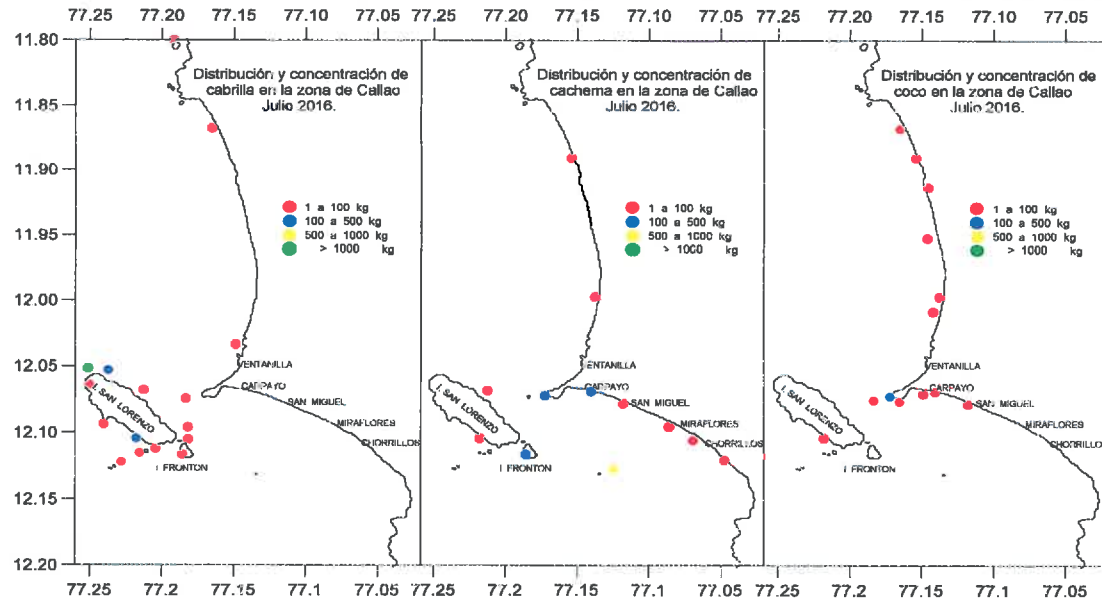 77.25 77.2 77.15 77.10 77.05 77.25 77.2 77.15 77.10 77.05 77.25 77.2 77.15 77.10 77.05
11.80
11.85
11.90
11.95
12.00
12.05
12.10
12.15
12.20
Distribución y concentración de
cabrilla en la zona de Callao
Julio 2016.
1 a 100 kg
100 a 500 kg
500 a 1000 kg
> 1000 kg
VENTANILLA
CARPAYO
SAN MIGUEL
MIRAFLORES
CHORRILLOS
I. SAN LORENZO
I FRONTON
Distribución y concentración de
cachema en la zona de Callao
Julio 2016.
1 a 100 kg
100 a 500 kg
500 a 1000 kg
> 1000 kg
VENTANILLA
CARPAYO
SAN MIGUEL
MIRAFLORES
CHORRILLOS
I. SAN LORENZO
I FRONTON
Distribución y concentración de
coco en la zona de Callao
Julio 2016.
1 a 100 kg
100 a 500 kg
500 a 1000 kg
> 1000 kg
VENTANILLA
CARPAYO
SAN MIGUEL
MIRAFLORES
CHORRILLO
I. SAN LORENZO
I FRONTON
77.25 77.2 77.15 77.1 77.05 77.25 77.2 77.15 77.10 77.05 77.2 77.15 77.10 77.05